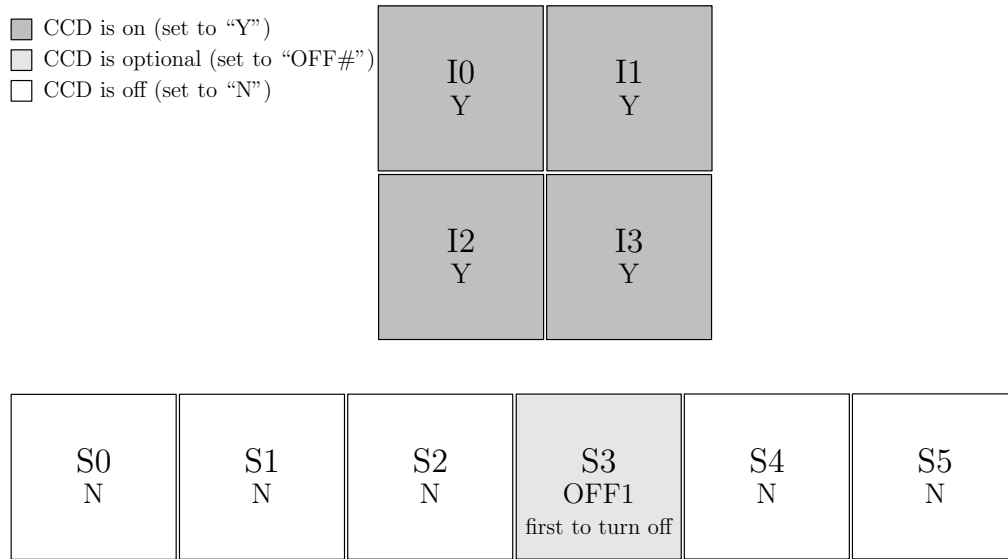 CCD is on (set to “Y”)
CCD is optional (set to “OFF#”)
CCD is off (set to “N”)
I0
Y
I1
Y
I2
Y
I3
Y
S0
N
S1
N
S2
N
S3
OFF1
first to turn off
S4
N
S5
N